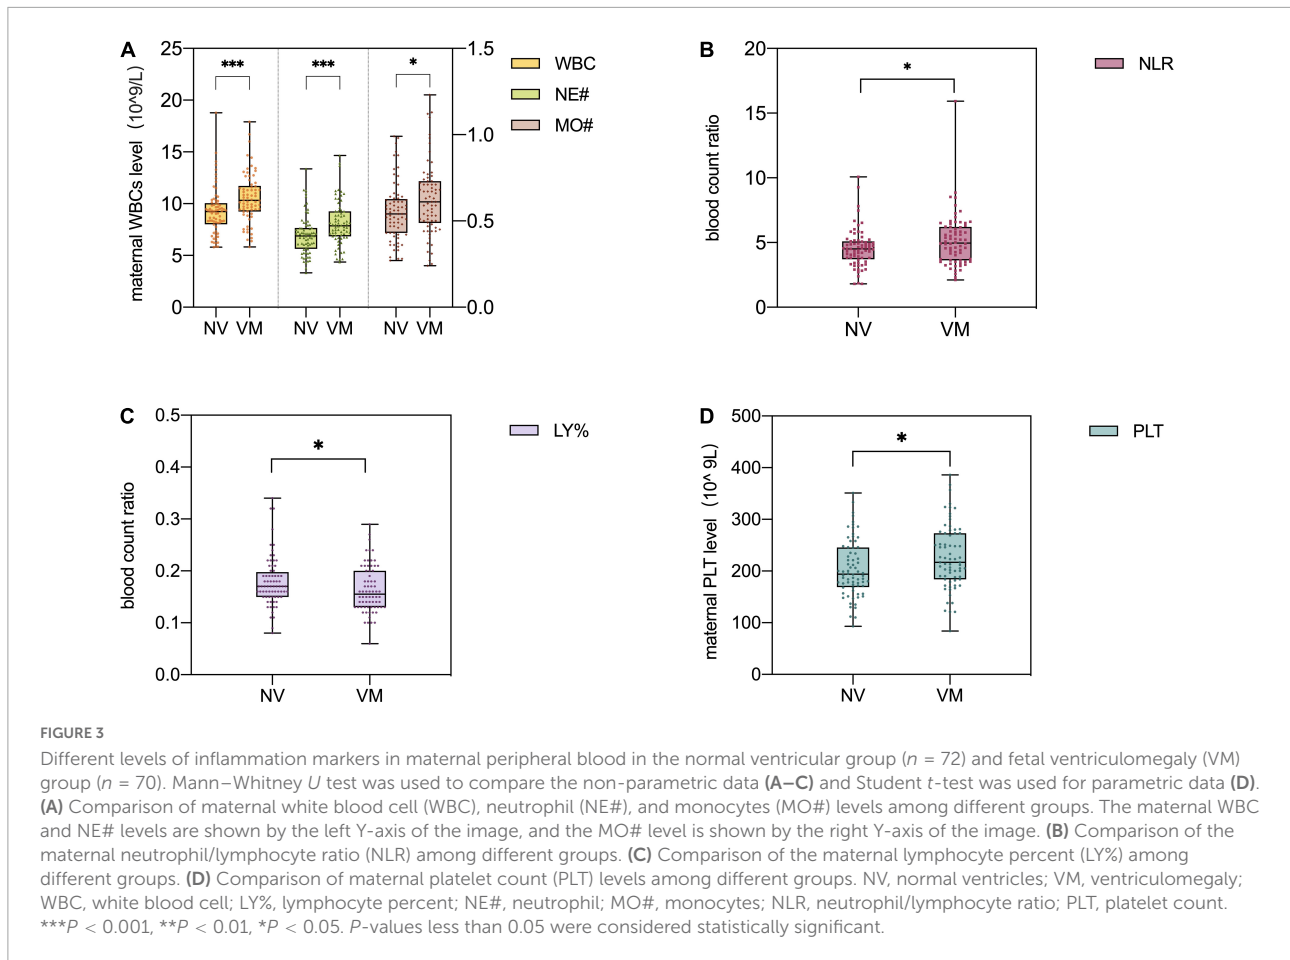 A
25
20
15
10
5
0
maternal WBCs level (10^9/L)
1.5
1.0
0.5
0.0
***
***
*
NV VM NV VM NV VM
WBC
NE#
MO#
B
20
15
10
5
0
blood count ratio
*
NV VM
NLR
C
0.5
0.4
0.3
0.2
0.1
0.0
blood count ratio
*
NV VM
LY%
D
500
400
300
200
100
0
maternal PLT level (10^ 9L)
*
NV VM
PLT
FIGURE 3
Different levels of inflammation markers in maternal peripheral blood in the normal ventricular group (n = 72) and fetal ventriculomegaly (VM)
group (n = 70). Mann–Whitney U test was used to compare the non-parametric data (A–C) and Student t-test was used for parametric data (D).
(A) Comparison of maternal white blood cell (WBC), neutrophil (NE#), and monocytes (MO#) levels among different groups. The maternal WBC
and NE# levels are shown by the left Y-axis of the image, and the MO# level is shown by the right Y-axis of the image. (B) Comparison of the
maternal neutrophil/lymphocyte ratio (NLR) among different groups. (C) Comparison of the maternal lymphocyte percent (LY%) among
different groups. (D) Comparison of maternal platelet count (PLT) levels among different groups. NV, normal ventricles; VM, ventriculomegaly;
WBC, white blood cell; LY%, lymphocyte percent; NE#, neutrophil; MO#, monocytes; NLR, neutrophil/lymphocyte ratio; PLT, platelet count.
***P < 0.001, **P < 0.01, *P < 0.05. P-values less than 0.05 were considered statistically significant.